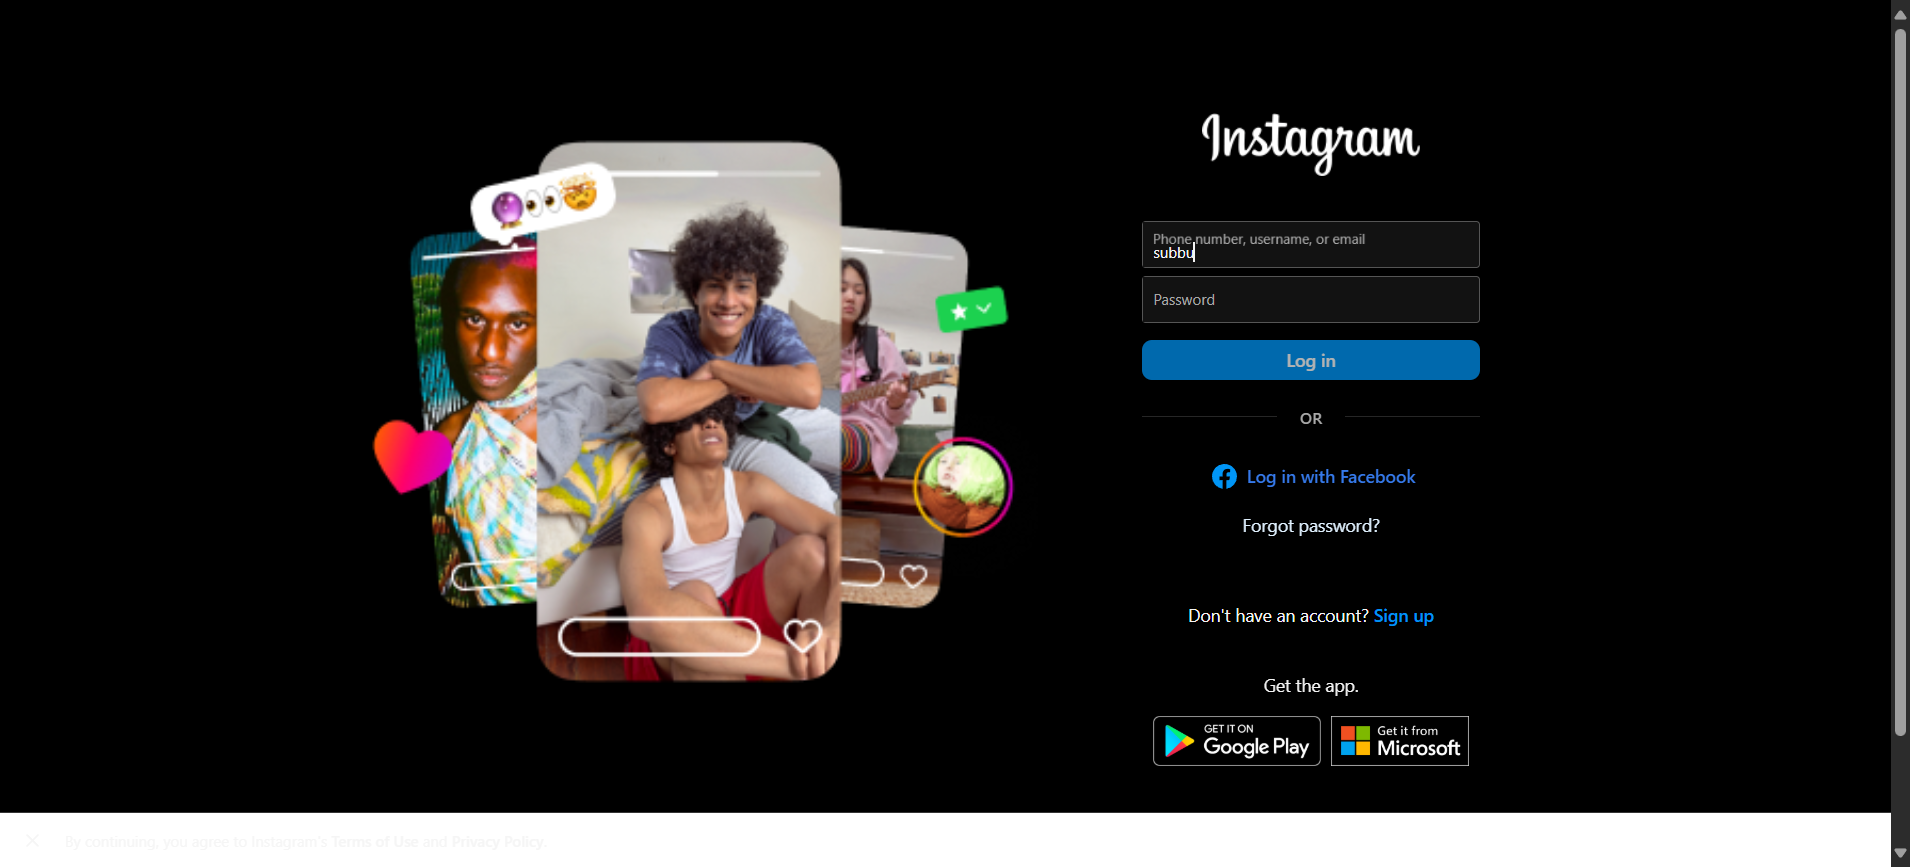 Instagram
Phone number, username, or email
subbu
Password
Log in
OR
Log in with Facebook
Forgot password?
Don't have an account? Sign up
Get the app.
GET IT ON
Google Play
Get it from
Microsoft
By continuing, you agree to Instagram's Terms of Use and Privacy Policy.